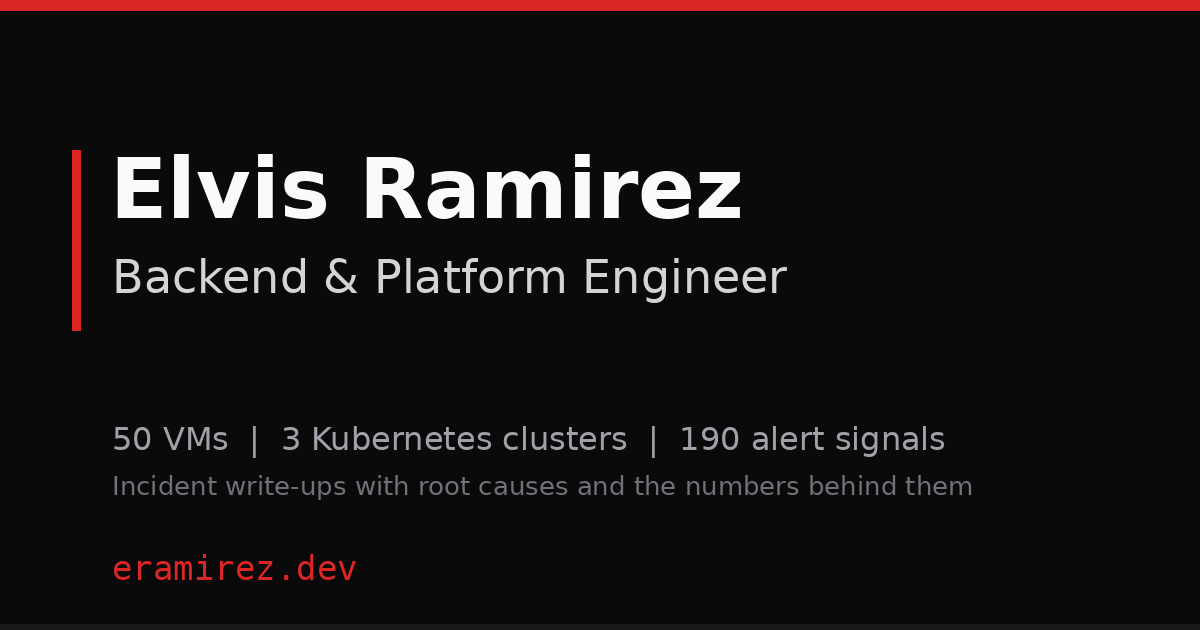 Elvis Ramirez
Backend & Platform Engineer
50 VMs | 3 Kubernetes clusters | 190 alert signals
Incident write-ups with root causes and the numbers behind them
eramirez.dev